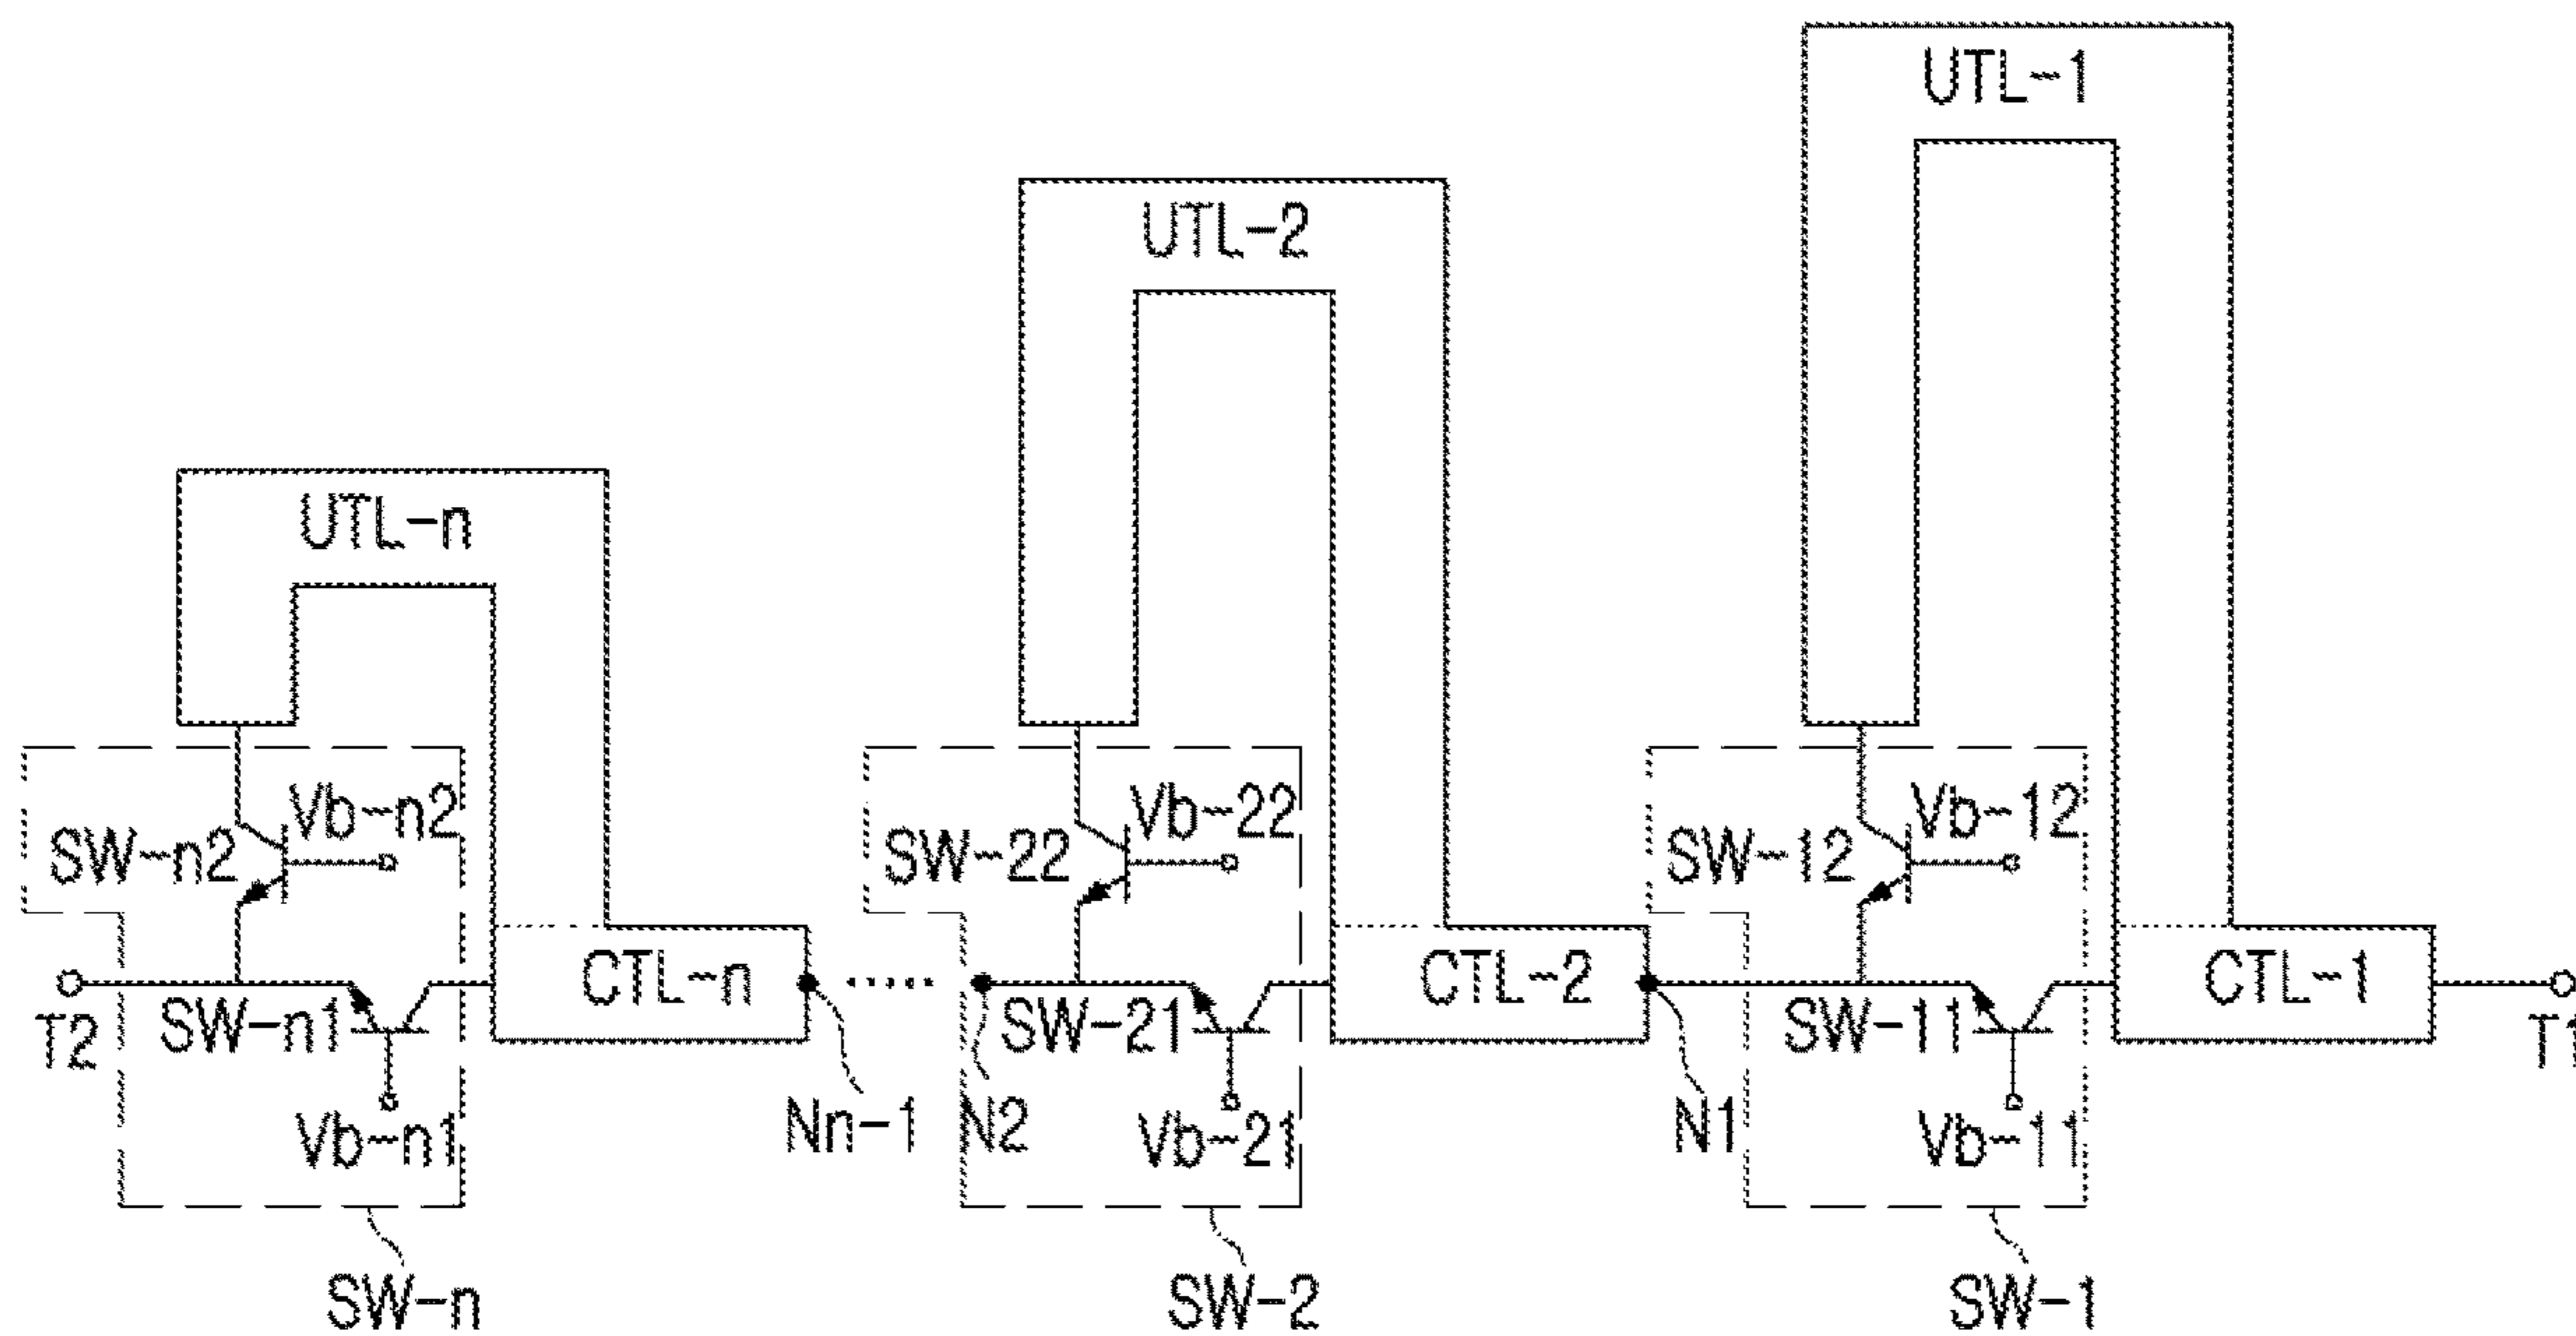 UTL-1
UTL-2
UTL-n
Vb-n2
SW-n2
Vb-22
SW-22
Vb-12
SW-12
CTL-n
CTL-2
CTL-1
T2
SW-n1
SW-21
SW-11
T1
Vb-n1
Nn-1
N2
Vb-21
N1
Vb-11
SW-n
SW-2
SW-1